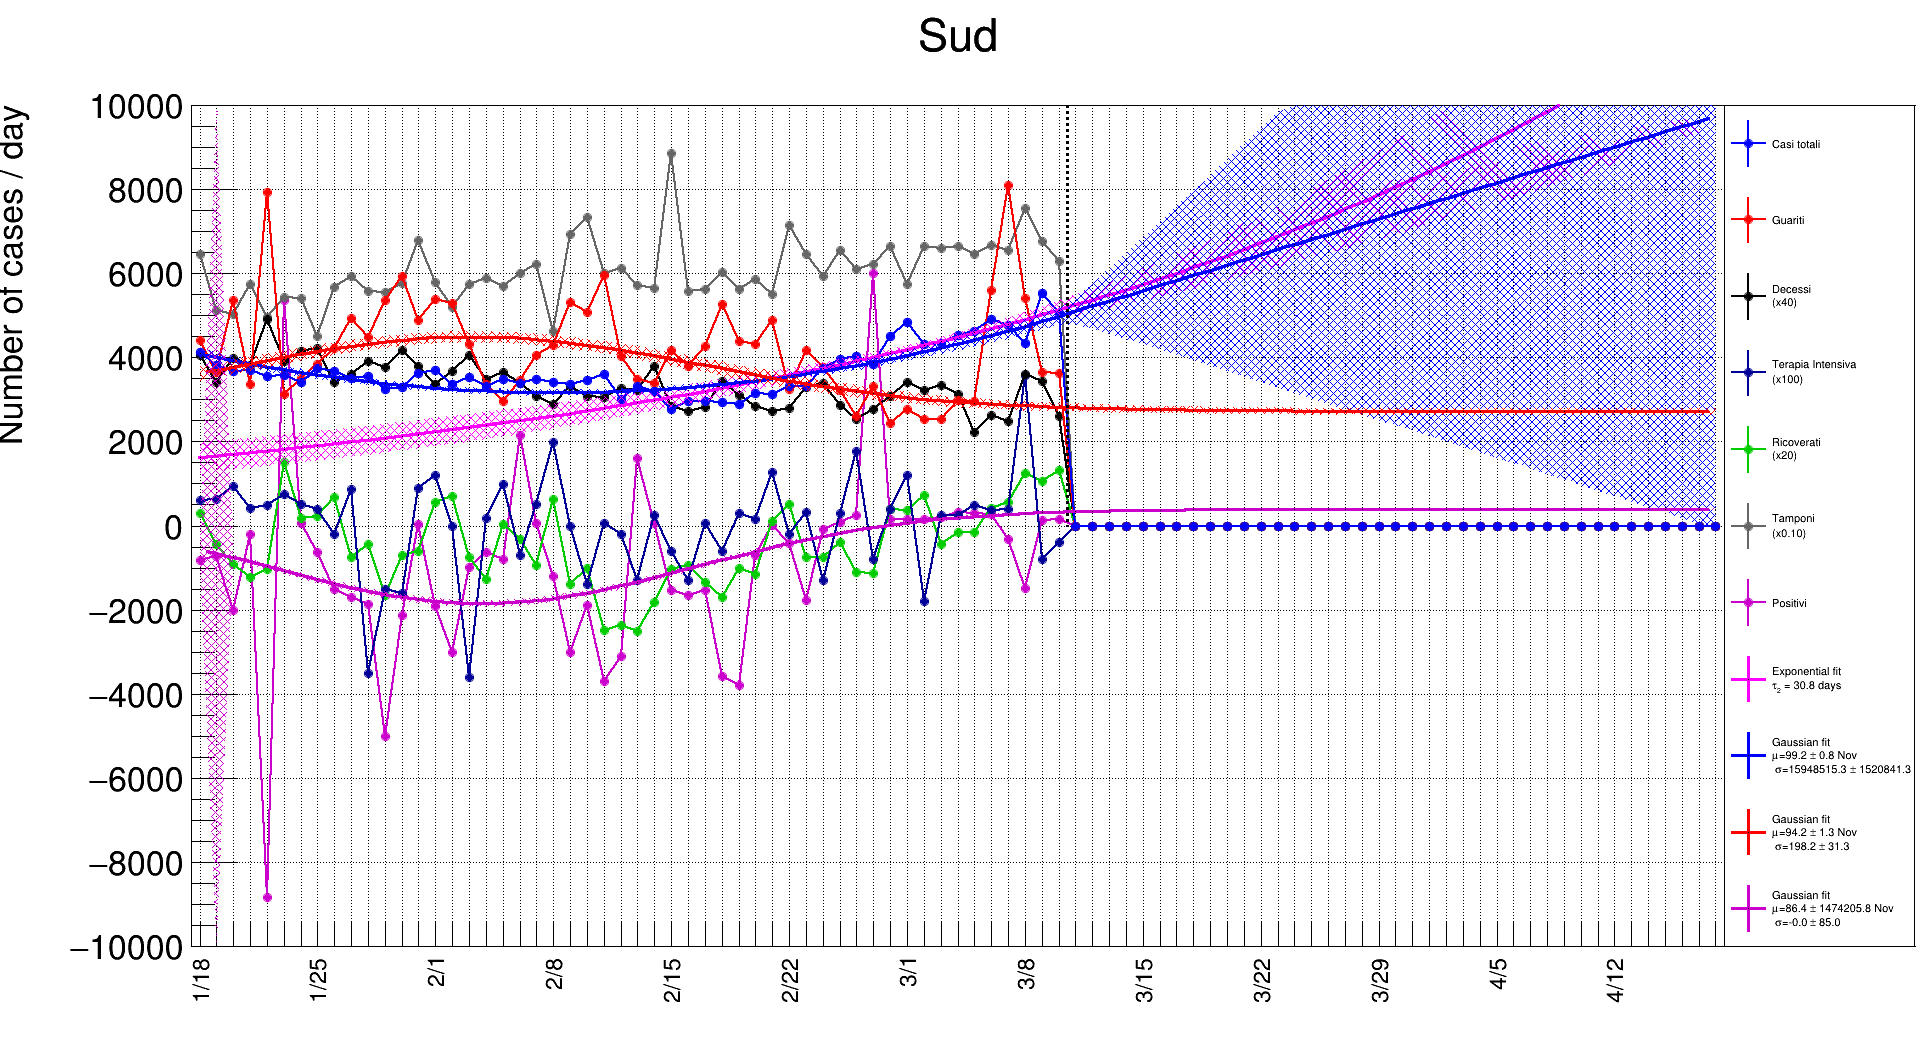 Sud
Number of cases / day
10000
8000
6000
4000
2000
0
−2000
−4000
−6000
−8000
−10000
1/18
1/25
2/1
2/8
2/15
2/22
3/1
3/8
3/15
3/22
3/29
4/5
4/12
Casi totali
Guariti
Decessi
(x40)
Terapia Intensiva
(x100)
Ricoverati
(x20)
Tamponi
(x0.10)
Positivi
Exponential fit
τ₂ = 30.8 days
Gaussian fit
μ=99.2 ± 0.8 Nov
σ=15948515.3 ± 1520841.3
Gaussian fit
μ=94.2 ± 1.3 Nov
σ=198.2 ± 31.3
Gaussian fit
μ=86.4 ± 1474205.8 Nov
σ=-0.0 ± 85.0